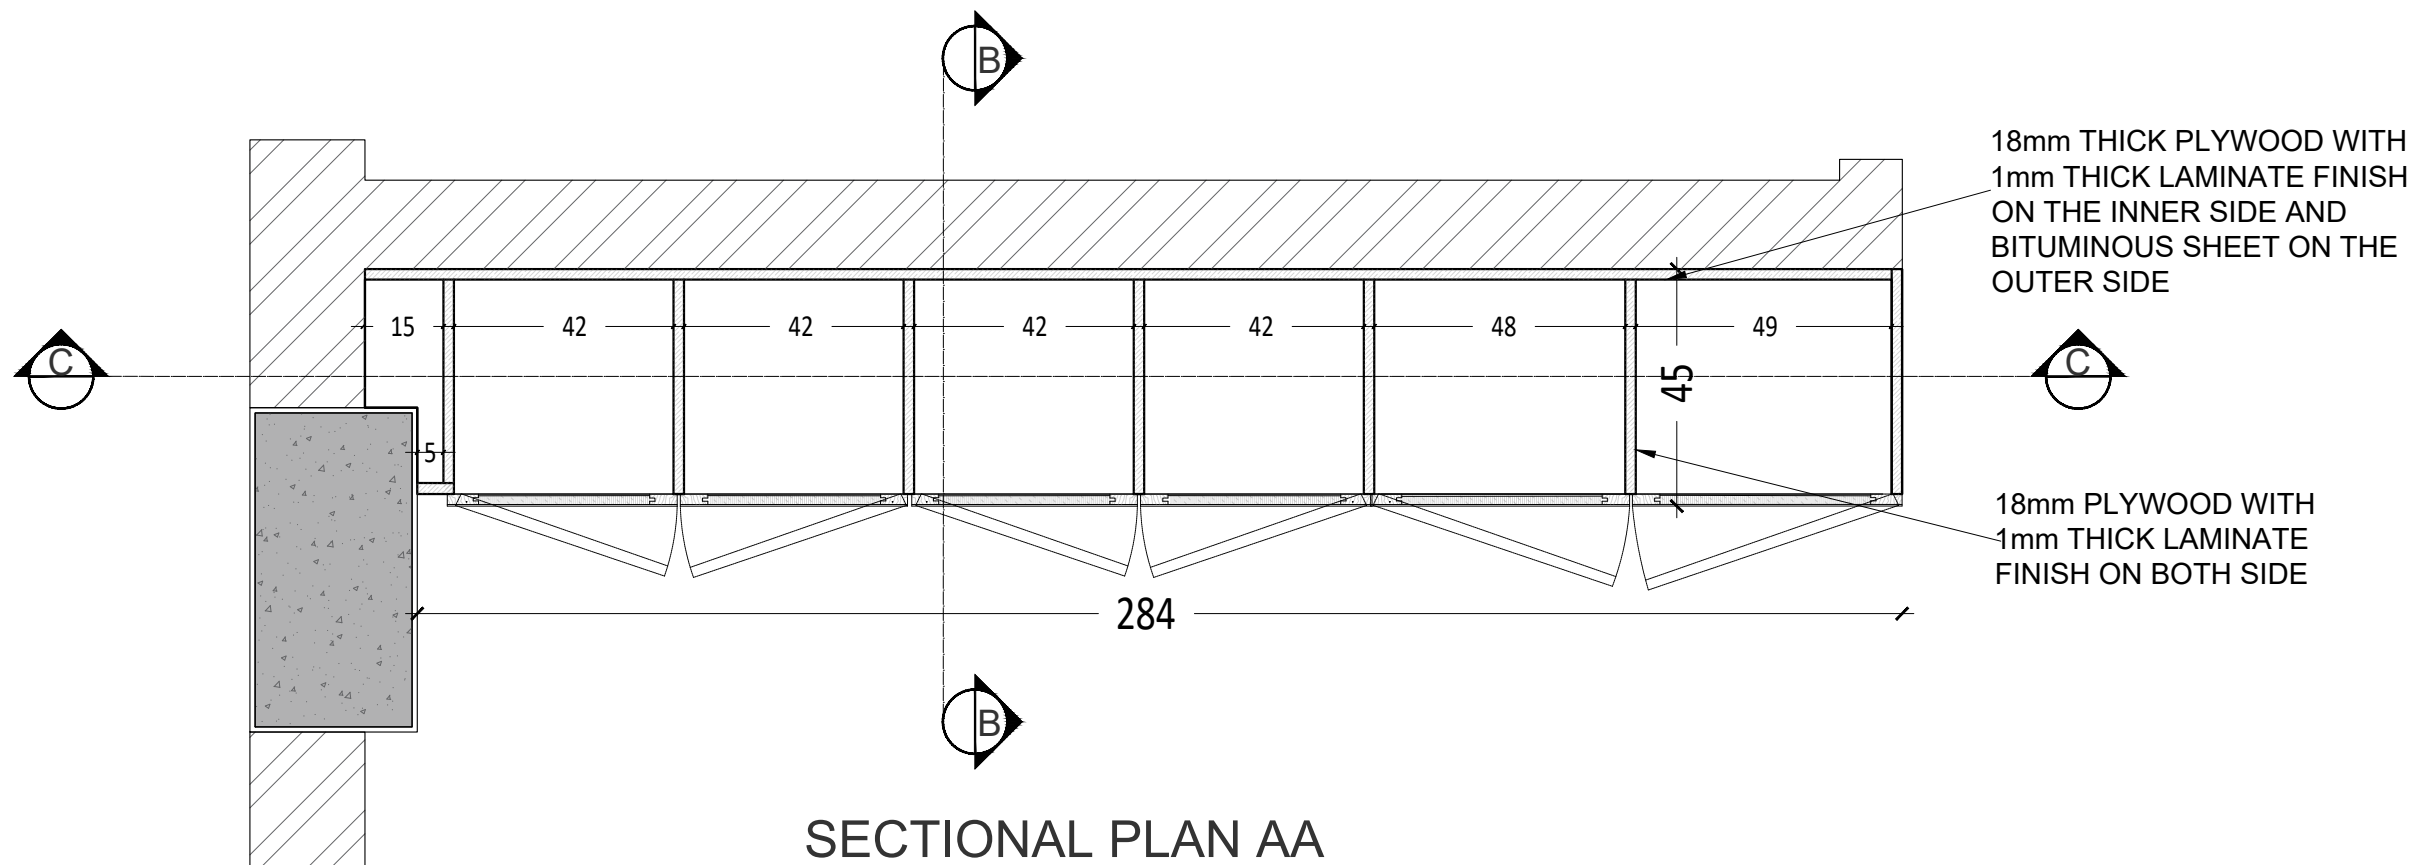 B
18mm THICK PLYWOOD WITH
1mm THICK LAMINATE FINISH
ON THE INNER SIDE AND
BITUMINOUS SHEET ON THE
OUTER SIDE
15
42
42
42
42
48
49
C
C
45
5
18mm PLYWOOD WITH
1mm THICK LAMINATE
FINISH ON BOTH SIDE
284
B
SECTIONAL PLAN AA